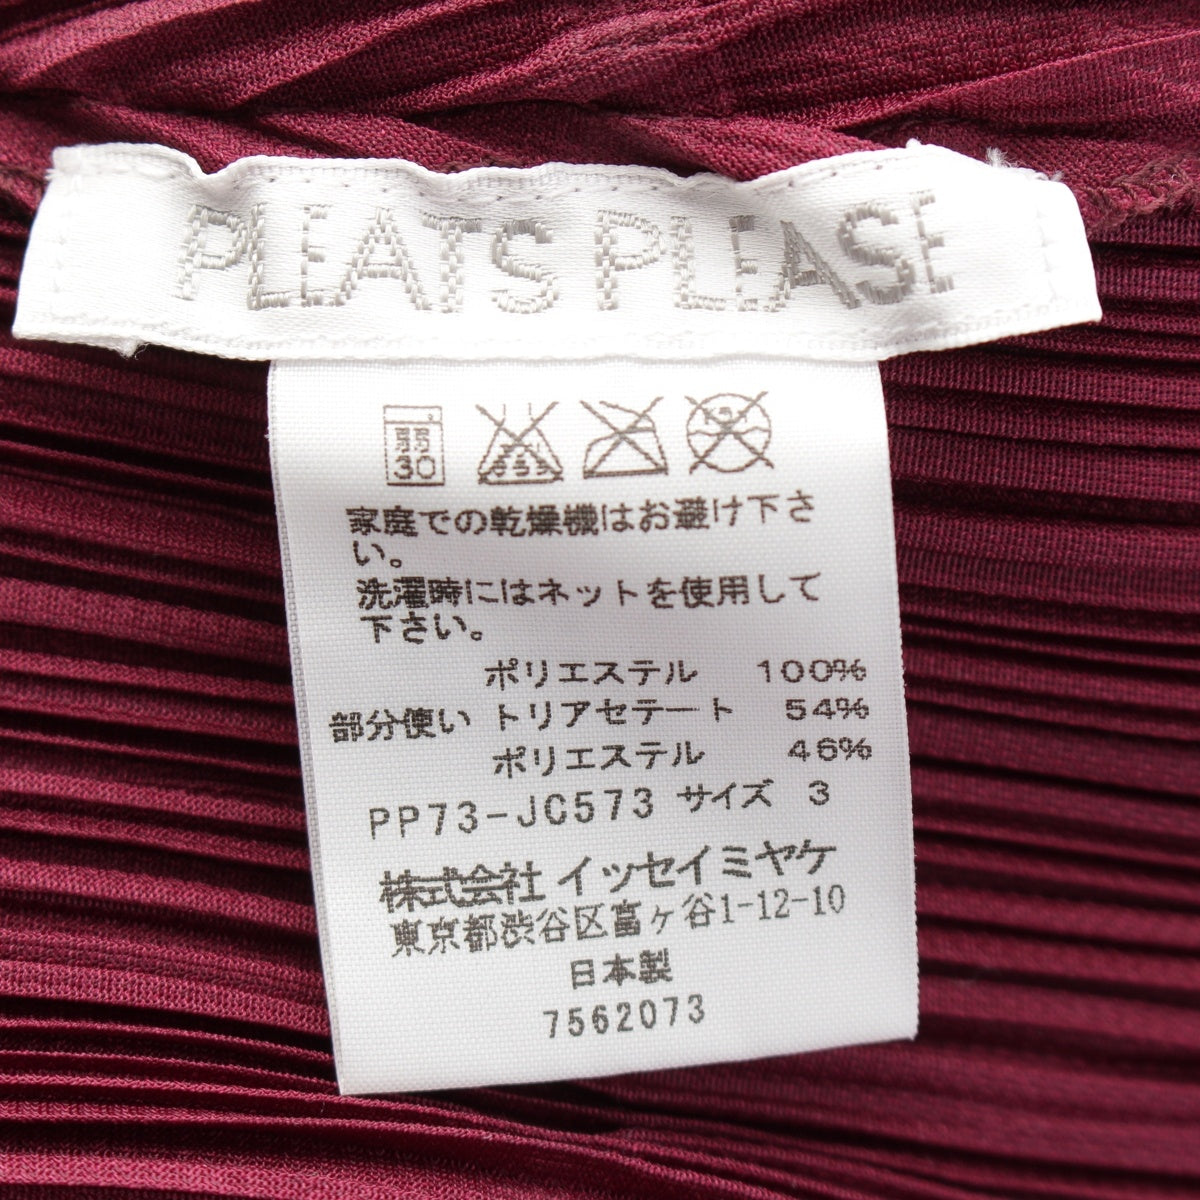 PLEATS PLEASE
弱
30
家庭での乾燥機はお避け下さ
い。
洗濯時にはネットを使用して
下さい。
ポリエステル 100%
部分使い トリアセテート 54%
ポリエステル 46%
PP73-JC573 サイズ 3
株式会社 イッセイミヤケ
東京都渋谷区富ヶ谷1-12-10
日本製
7562073